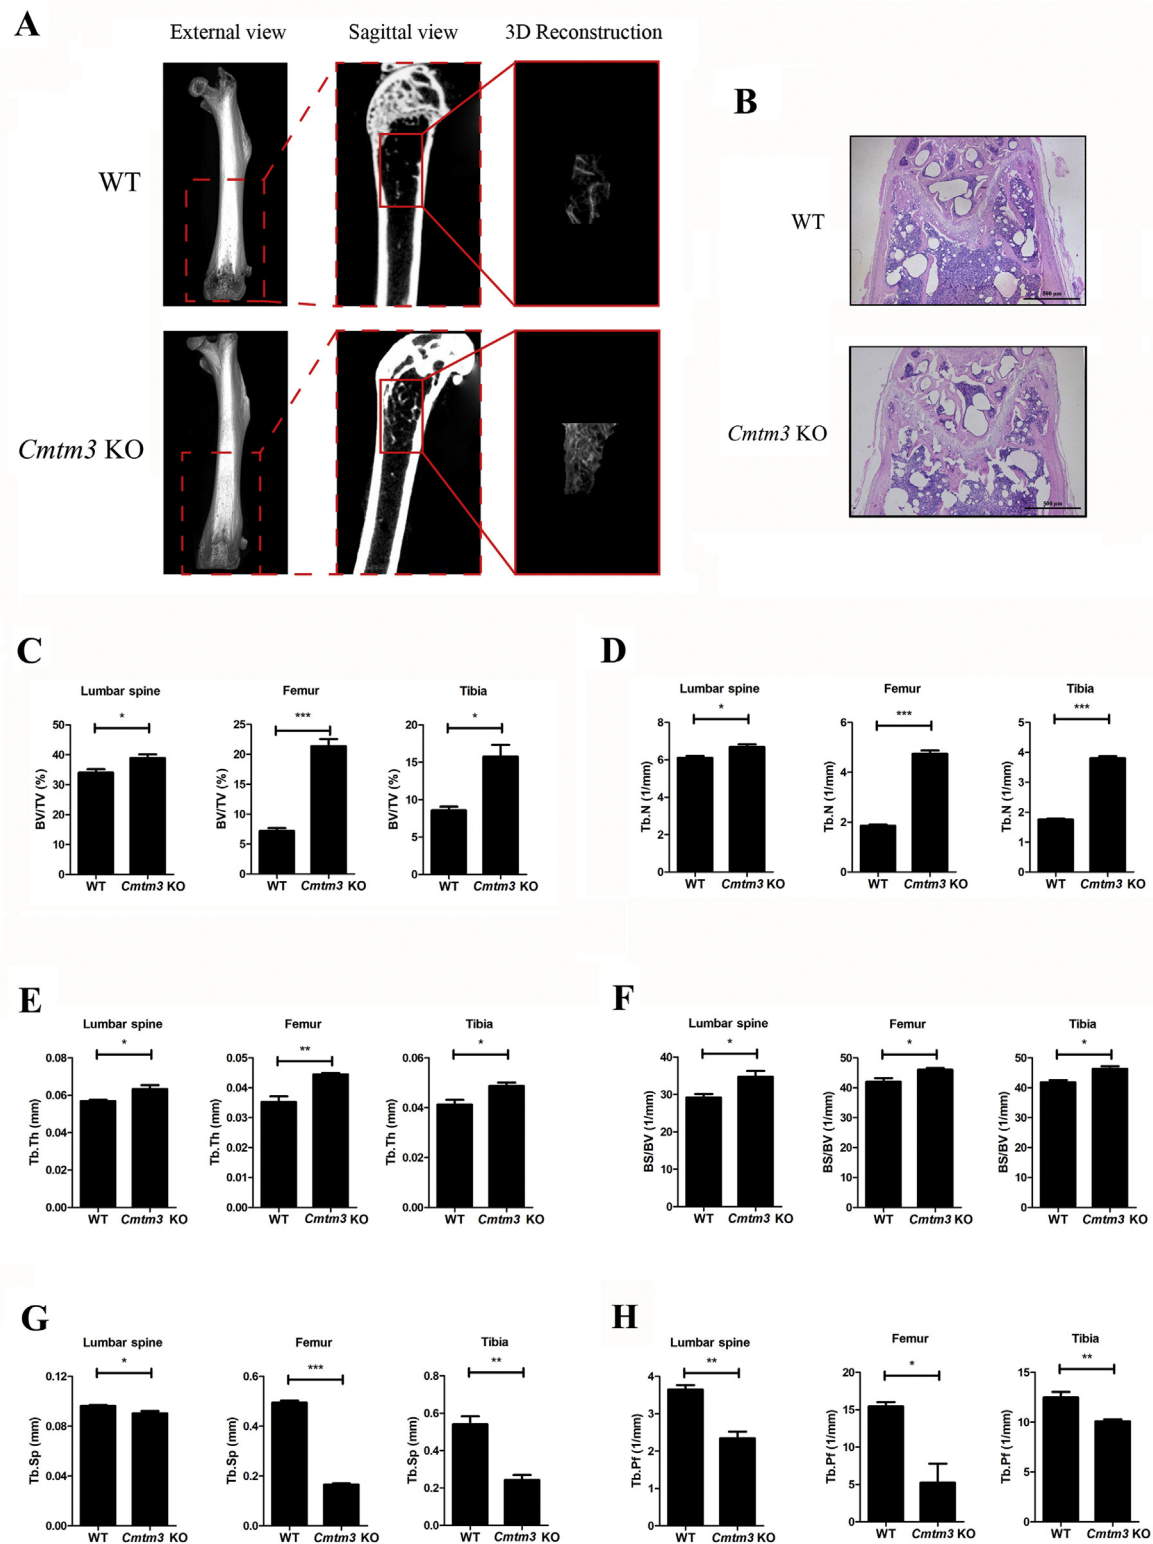 A
External view
Sagittal view
3D Reconstruction
WT
Cmtm3 KO
B
WT
500 μm
Cmtm3 KO
500 μm
C
Lumbar spine
*
BV/TV (%)
50
40
30
20
10
0
WT
Cmtm3 KO
Femur
***
BV/TV (%)
25
20
15
10
5
0
WT
Cmtm3 KO
Tibia
*
BV/TV (%)
20
15
10
5
0
WT
Cmtm3 KO
D
Lumbar spine
*
Tb.N (1/mm)
8
6
4
2
0
WT
Cmtm3 KO
Femur
***
Tb.N (1/mm)
6
4
2
0
WT
Cmtm3 KO
Tibia
***
Tb.N (1/mm)
5
4
3
2
1
0
WT
Cmtm3 KO
E
Lumbar spine
*
Tb.Th (mm)
0.08
0.06
0.04
0.02
0.00
WT
Cmtm3 KO
Femur
**
Tb.Th (mm)
0.05
0.04
0.03
0.02
0.01
0.00
WT
Cmtm3 KO
Tibia
*
Tb.Th (mm)
0.06
0.04
0.02
0.00
WT
Cmtm3 KO
F
Lumbar spine
*
BS/BV (1/mm)
40
30
20
10
0
WT
Cmtm3 KO
Femur
*
BS/BV (1/mm)
50
40
30
20
10
0
WT
Cmtm3 KO
Tibia
*
BS/BV (1/mm)
50
40
30
20
10
0
WT
Cmtm3 KO
G
Lumbar spine
*
Tb.Sp (mm)
0.12
0.08
0.04
0.00
WT
Cmtm3 KO
Femur
***
Tb.Sp (mm)
0.6
0.4
0.2
0.0
WT
Cmtm3 KO
Tibia
**
Tb.Sp (mm)
0.8
0.6
0.4
0.2
0.0
WT
Cmtm3 KO
H
Lumbar spine
**
Tb.Pf (1/mm)
4
3
2
1
0
WT
Cmtm3 KO
Femur
*
Tb.Pf (1/mm)
20
15
10
5
0
WT
Cmtm3 KO
Tibia
**
Tb.Pf (1/mm)
15
10
5
0
WT
Cmtm3 KO